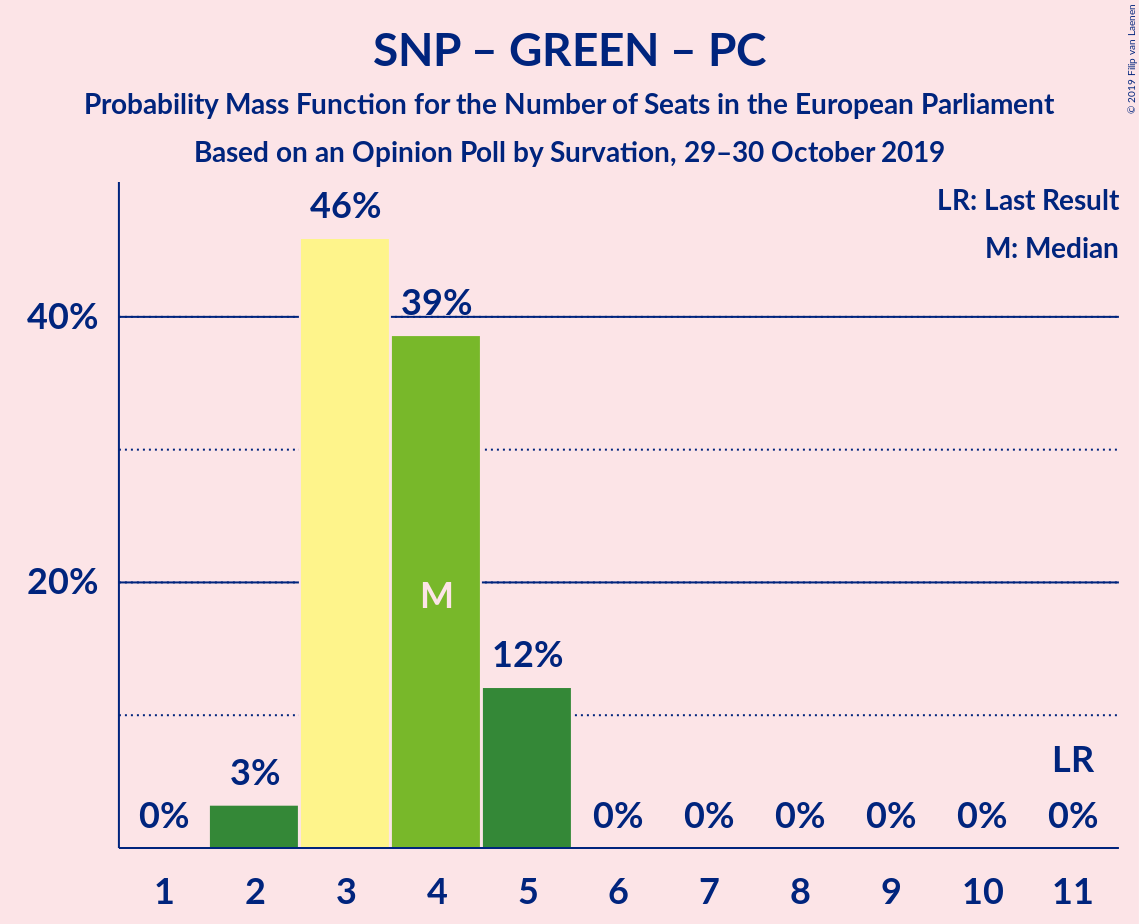 SNP – GREEN – PC
Probability Mass Function for the Number of Seats in the European Parliament
Based on an Opinion Poll by Survation, 29–30 October 2019
© 2019 Filip van Laenen
LR: Last Result
M: Median
46%
39%
40%
M
20%
12%
3%
LR
0% 0% 0% 0% 0% 0% 0%
1 2 3 4 5 6 7 8 9 10 11